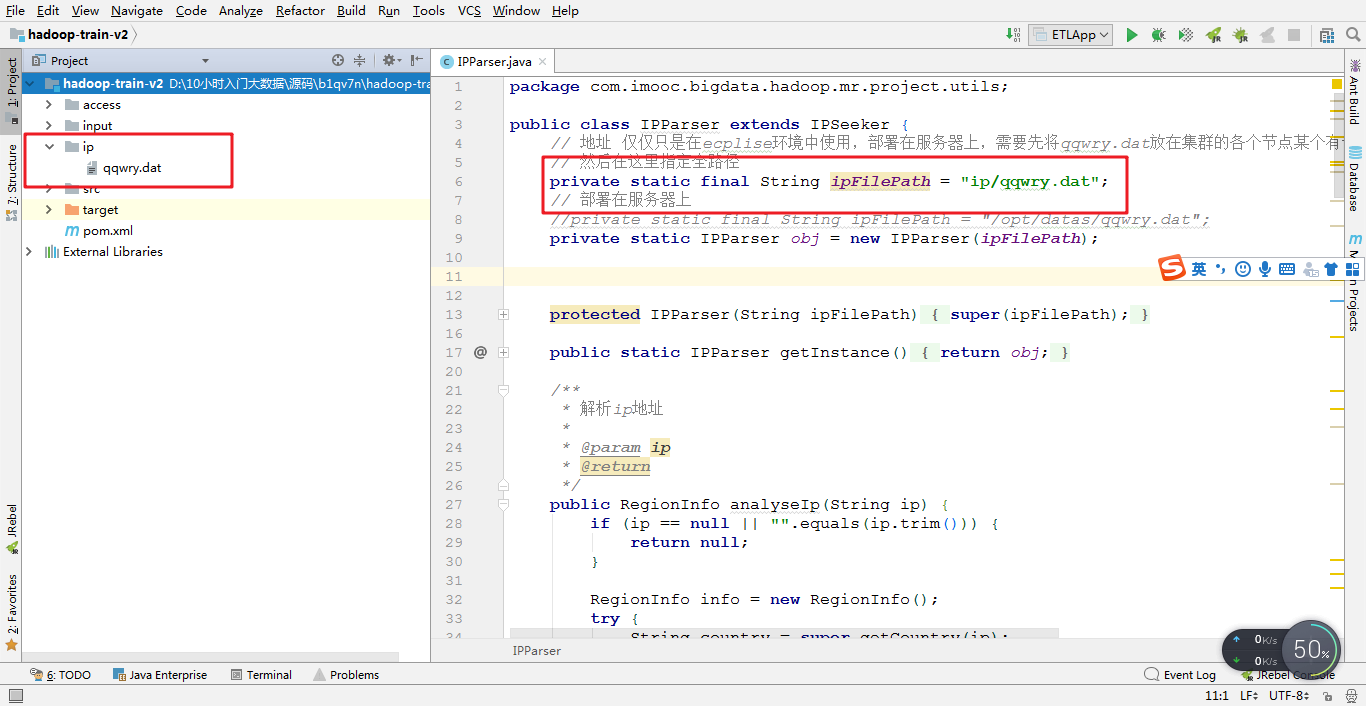 File Edit View Navigate Code Analyze Refactor Build Run Tools VCS Window Help
hadoop-train-v2 ETLApp
Project
IPParser.java
1: Project
7: Structure
JRebel
2: Favorites
hadoop-train-v2 D:\10小时入门大数据\源码\b1qv7n\hadoop-tra
access
input
ip
qqwry.dat
src
target
pom.xml
External Libraries
1 package com.imooc.bigdata.hadoop.mr.project.utils;
2
3 public class IPParser extends IPSeeker {
4 // 地址 仅仅只是在ecplise环境中使用，部署在服务器上，需要先将qqwry.dat放在集群的各个节点某个有
5 // 然后在这里指定全路径
6 private static final String ipFilePath = "ip/qqwry.dat";
7 // 部署在服务器上
8 //private static final String ipFilePath = "/opt/datas/qqwry.dat";
9 private static IPParser obj = new IPParser(ipFilePath);
10
11
12
13 protected IPParser(String ipFilePath) { super(ipFilePath); }
16
17 @ public static IPParser getInstance() { return obj; }
20
21 /**
22 * 解析ip地址
23 *
24 * @param ip
25 * @return
26 */
27 public RegionInfo analyseIp(String ip) {
28 if (ip == null || "".equals(ip.trim())) {
29 return null;
30 }
31
32 RegionInfo info = new RegionInfo();
33 try {
34 String country = super.getCountry(ip);
IPParser
Ant Build
Database
m
n Projects
S 英
0K/s
0K/s
50%
6: TODO Java Enterprise Terminal Problems Event Log JRebel Console
11:1 LF UTF-8